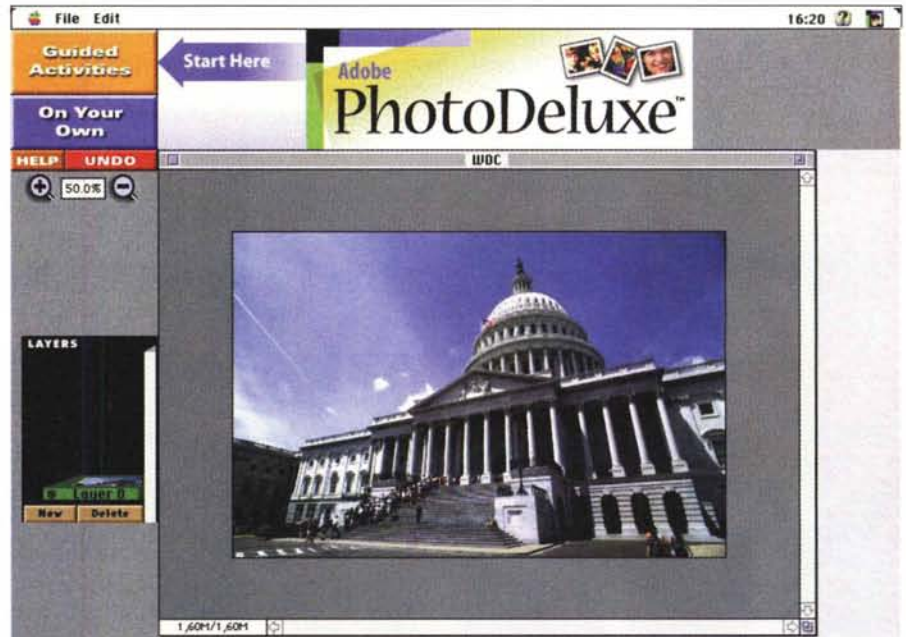 File Edit 16:20
Guided
Activities
Start Here
Adobe
PhotoDeluxe™
On Your
Own
HELP UNDO
WDC
50.0%
LAYERS
Layer 0
New Delete
1,60M/1,60M